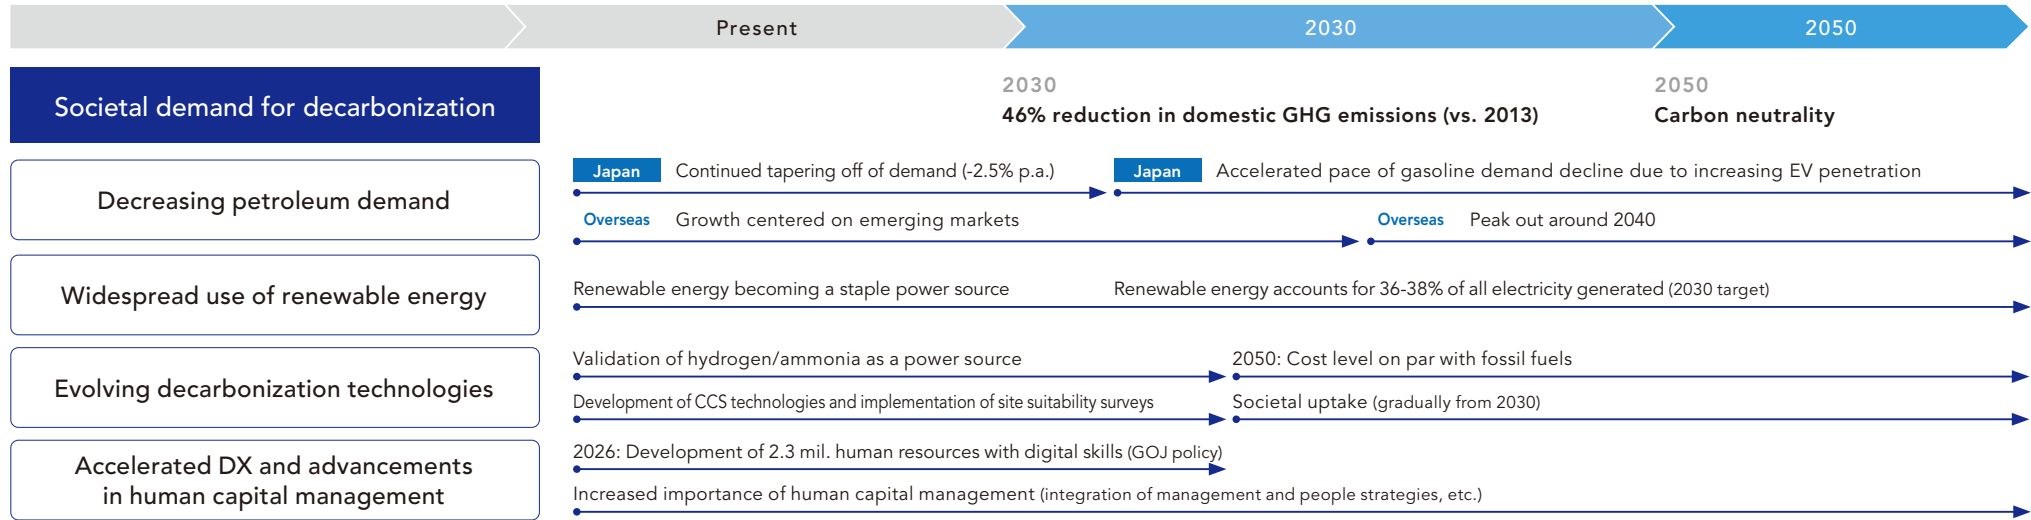 Present
2030
2050
Societal demand for decarbonization
2030
46% reduction in domestic GHG emissions (vs. 2013)
2050
Carbon neutrality
Decreasing petroleum demand
Japan Continued tapering off of demand (-2.5% p.a.)
Japan Accelerated pace of gasoline demand decline due to increasing EV penetration
Overseas Growth centered on emerging markets
Overseas Peak out around 2040
Widespread use of renewable energy
Renewable energy becoming a staple power source
Renewable energy accounts for 36-38% of all electricity generated (2030 target)
Evolving decarbonization technologies
Validation of hydrogen/ammonia as a power source
2050: Cost level on par with fossil fuels
Development of CCS technologies and implementation of site suitability surveys
Societal uptake (gradually from 2030)
Accelerated DX and advancements
in human capital management
2026: Development of 2.3 mil. human resources with digital skills (GOJ policy)
Increased importance of human capital management (integration of management and people strategies, etc.)